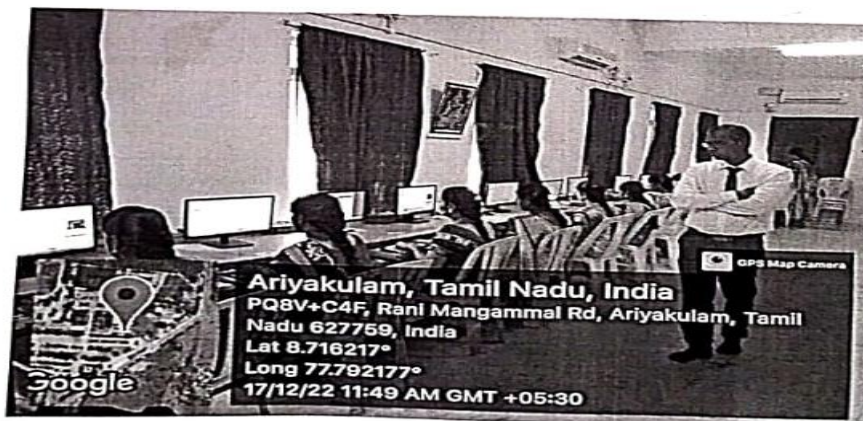 GPS Map Camera
Ariyakulam, Tamil Nadu, India
PQ8V+C4F, Rani Mangammal Rd, Ariyakulam, Tamil
Nadu 627759, India
Lat 8.716217°
Long 77.792177°
17/12/22 11:49 AM GMT +05:30
Google